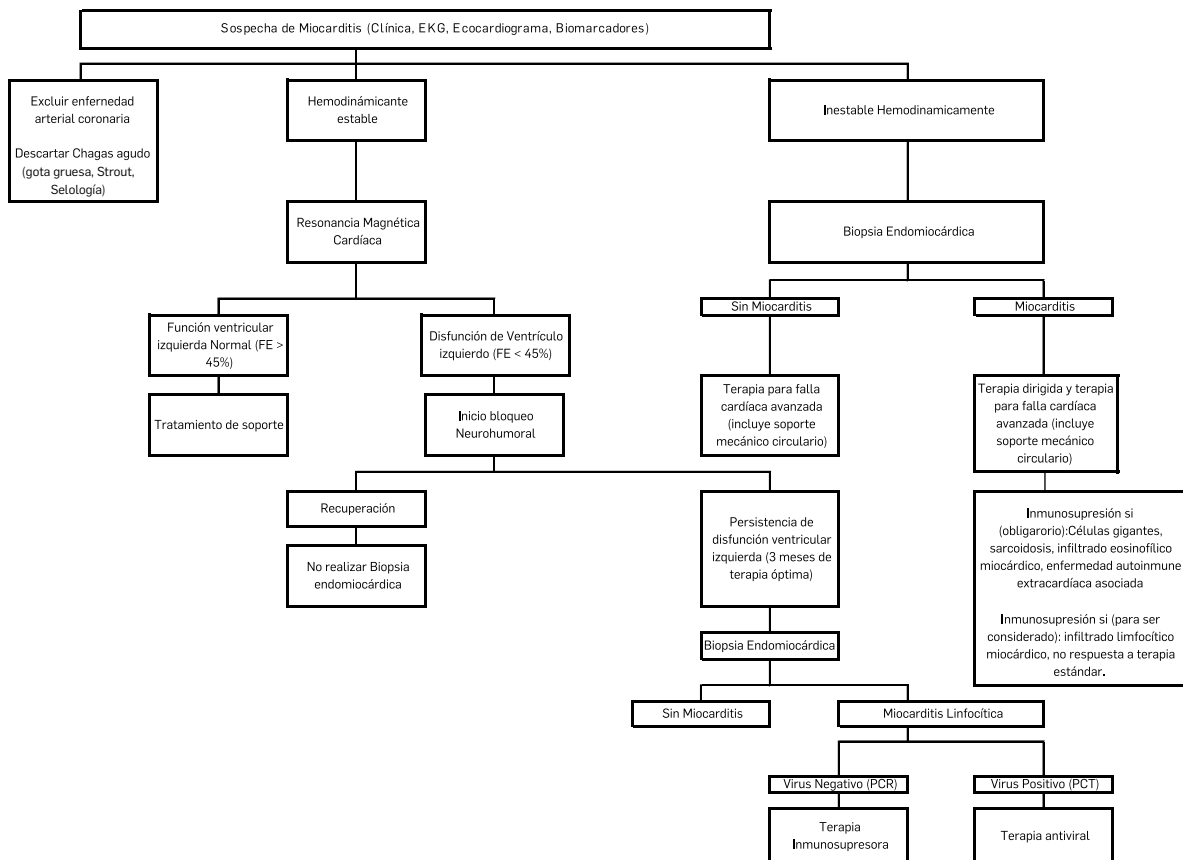 Sospecha de Miocarditis (Clínica, EKG, Ecocardiograma, Biomarcadores)
Excluir enfernedad
arterial coronaria
Descartar Chagas agudo
(gota gruesa, Strout,
Selología)
Hemodinámicante
estable
Inestable Hemodinamicamente
Resonancia Magnética
Cardíaca
Biopsia Endomiocárdica
Sin Miocarditis
Miocarditis
Función ventricular
izquierda Normal (FE >
45%)
Disfunción de Ventrículo
izquierdo (FE < 45%)
Terapia para falla
cardíaca avanzada
(incluye soporte
mecánico circulario)
Terapia dirigida y terapia
para falla cardíaca
avanzada (incluye
soporte mecánico
circulario)
Tratamiento de soporte
Inicio bloqueo
Neurohumoral
Recuperación
No realizar Biopsia
endomiocárdica
Persistencia de
disfunción ventricular
izquierda (3 meses de
terapia óptima)
Inmunosupresión si
(obligarorio):Células gigantes,
sarcoidosis, infiltrado eosinofílico
miocárdico, enfermedad autoinmune
extracardíaca asociada
Inmunosupresión si (para ser
considerado): infiltrado limfocítico
miocárdico, no respuesta a terapia
estándar.
Biopsia Endomiocárdica
Sin Miocarditis
Miocarditis Linfocítica
Virus Negativo (PCR)
Virus Positivo (PCT)
Terapia
Inmunosupresora
Terapia antiviral